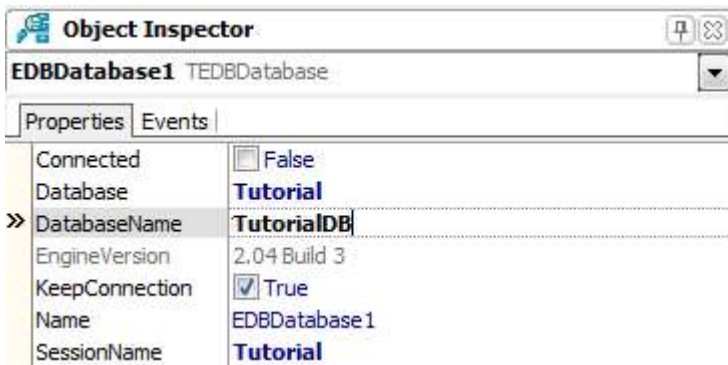 Object Inspector
EDBDatabase1 TEDBDatabase
Properties Events
Connected False
Database Tutorial
DatabaseName TutorialDB
EngineVersion 2.04 Build 3
KeepConnection True
Name EDBDatabase1
SessionName Tutorial